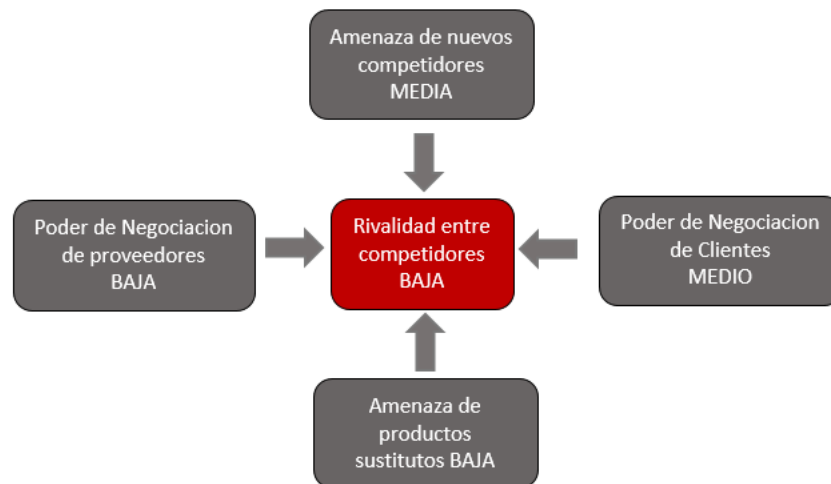 Amenaza de nuevos
competidores
MEDIA
Poder de Negociacion
de proveedores
BAJA
Rivalidad entre
competidores
BAJA
Poder de Negociacion
de Clientes
MEDIO
Amenaza de
productos
sustitutos BAJA